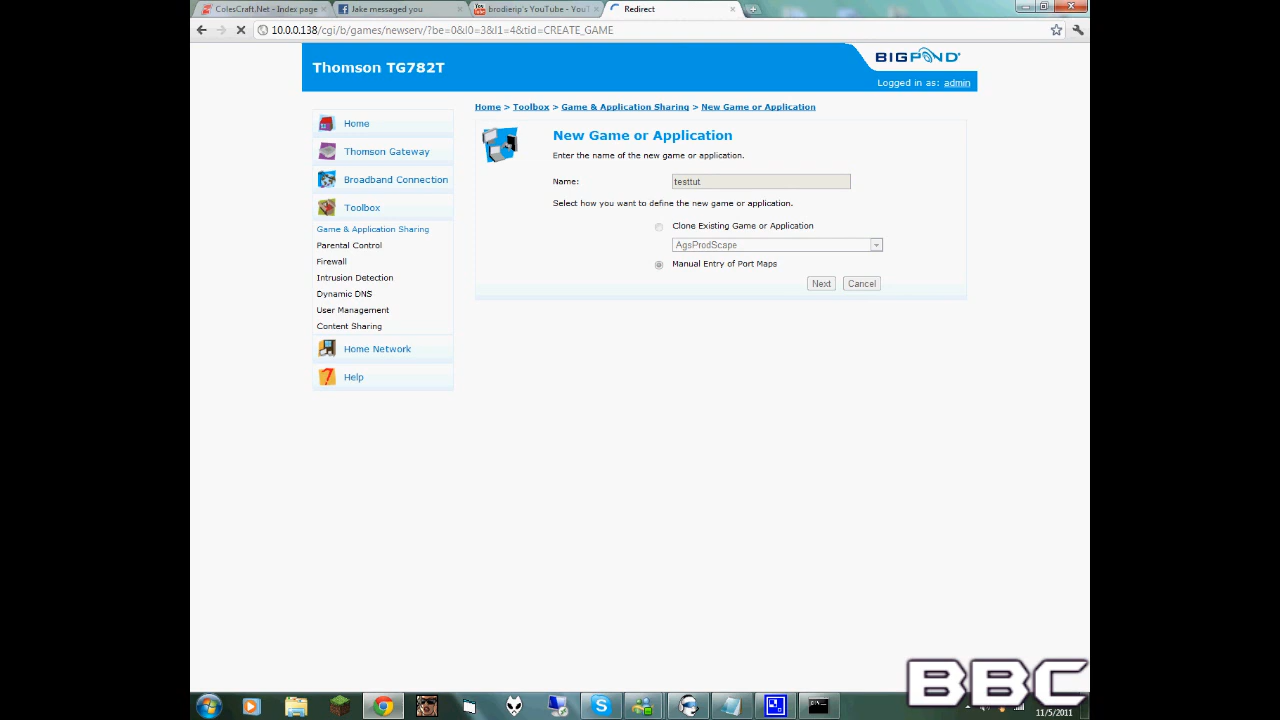 ColesCraft.Net - Index page
Jake messaged you
brodierip's YouTube - YouT
Redirect
10.0.0.138/cgi/b/games/newserv/?be=0&l0=3&l1=4&tid=CREATE_GAME
Thomson TG782T
BIGPOND
Logged in as: admin
Home > Toolbox > Game & Application Sharing > New Game or Application
Home
Thomson Gateway
Broadband Connection
Toolbox
Game & Application Sharing
Parental Control
Firewall
Intrusion Detection
Dynamic DNS
User Management
Content Sharing
Home Network
Help
New Game or Application
Enter the name of the new game or application.
Name: testtut
Select how you want to define the new game or application.
Clone Existing Game or Application
AgsProdScape
Manual Entry of Port Maps
Next Cancel
BBC
11/5/2011